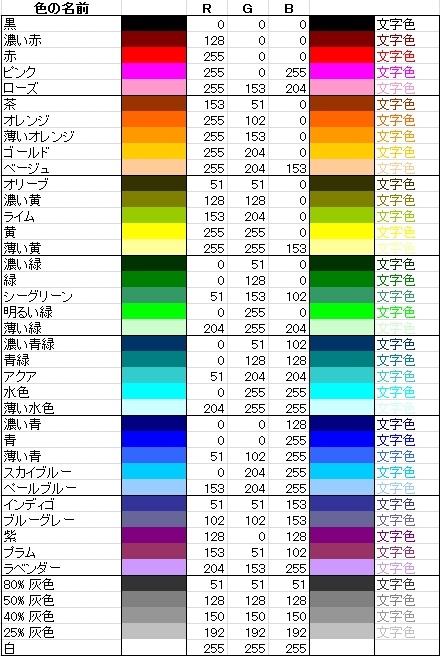 色の名前 R G B
黒 0 0 0 文字色
濃い赤 128 0 0 文字色
赤 255 0 0 文字色
ピンク 255 0 255 文字色
ローズ 255 153 204 文字色
茶 153 51 0 文字色
オレンジ 255 102 0 文字色
薄いオレンジ 255 153 0 文字色
ゴールド 255 204 0 文字色
ベージュ 255 204 153 文字色
オリーブ 51 51 0 文字色
濃い黄 128 128 0 文字色
ライム 153 204 0 文字色
黄 255 255 0 文字色
薄い黄 255 255 153 文字色
濃い緑 0 51 0 文字色
緑 0 128 0 文字色
シーグリーン 51 153 102 文字色
明るい緑 0 255 0 文字色
薄い緑 204 255 204 文字色
濃い青緑 0 51 102 文字色
青緑 0 128 128 文字色
アクア 51 204 204 文字色
水色 0 255 255 文字色
薄い水色 204 255 255 文字色
濃い青 0 0 128 文字色
青 0 0 255 文字色
薄い青 51 102 255 文字色
スカイブルー 0 204 255 文字色
ペールブルー 153 204 255 文字色
インディゴ 51 51 153 文字色
ブルーグレー 102 102 153 文字色
紫 128 0 128 文字色
プラム 153 51 102 文字色
ラベンダー 204 153 255 文字色
80% 灰色 51 51 51 文字色
50% 灰色 128 128 128 文字色
40% 灰色 150 150 150 文字色
25% 灰色 192 192 192 文字色
白 255 255 255